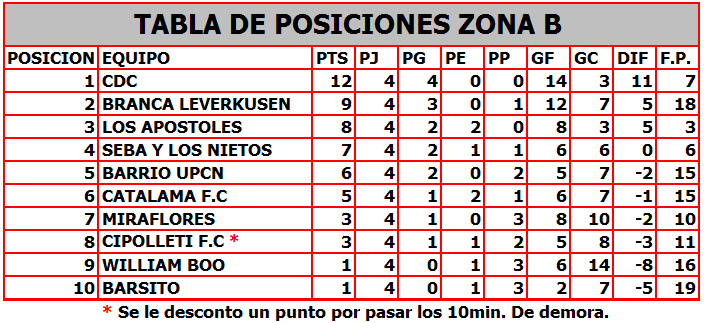 TABLA DE POSICIONES ZONA B
POSICION EQUIPO PTS PJ PG PE PP GF GC DIF F.P.
1 CDC 12 4 4 0 0 14 3 11 7
2 BRANCA LEVERKUSEN 9 4 3 0 1 12 7 5 18
3 LOS APOSTOLES 8 4 2 2 0 8 3 5 3
4 SEBA Y LOS NIETOS 7 4 2 1 1 6 6 0 6
5 BARRIO UPCN 6 4 2 0 2 5 7 -2 15
6 CATALAMA F.C 5 4 1 2 1 6 7 -1 15
7 MIRAFLORES 3 4 1 0 3 8 10 -2 10
8 CIPOLLETI F.C * 3 4 1 1 2 5 8 -3 11
9 WILLIAM BOO 1 4 0 1 3 6 14 -8 16
10 BARSITO 1 4 0 1 3 2 7 -5 19
* Se le desconto un punto por pasar los 10min. De demora.